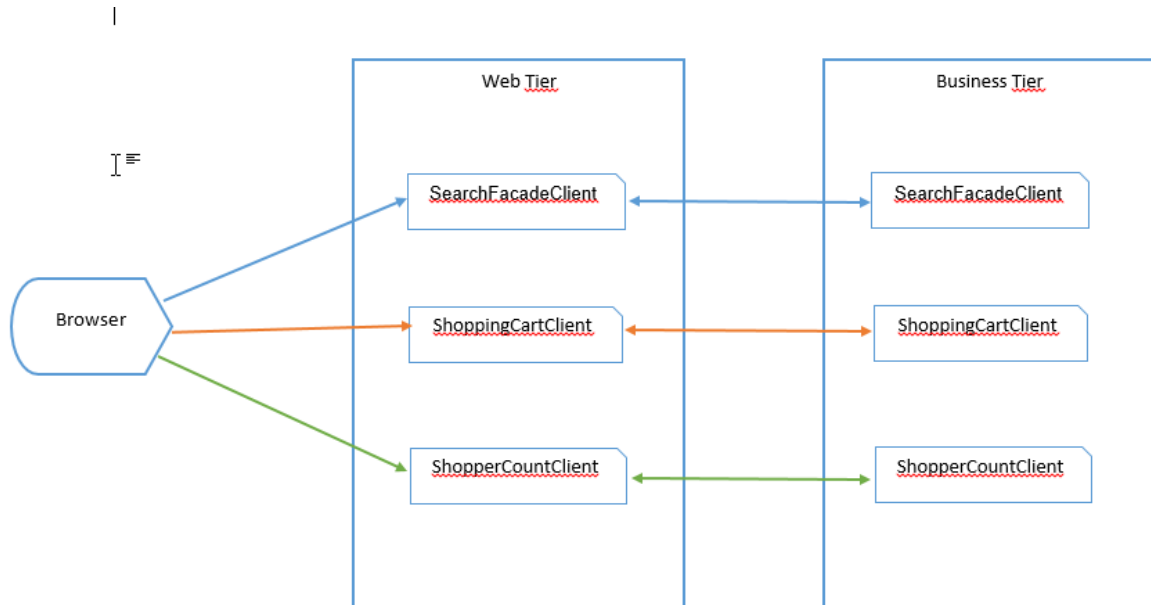 Web Tier
Business Tier
SearchFacadeClient
SearchFacadeClient
Browser
ShoppingCartClient
ShoppingCartClient
ShopperCountClient
ShopperCountClient